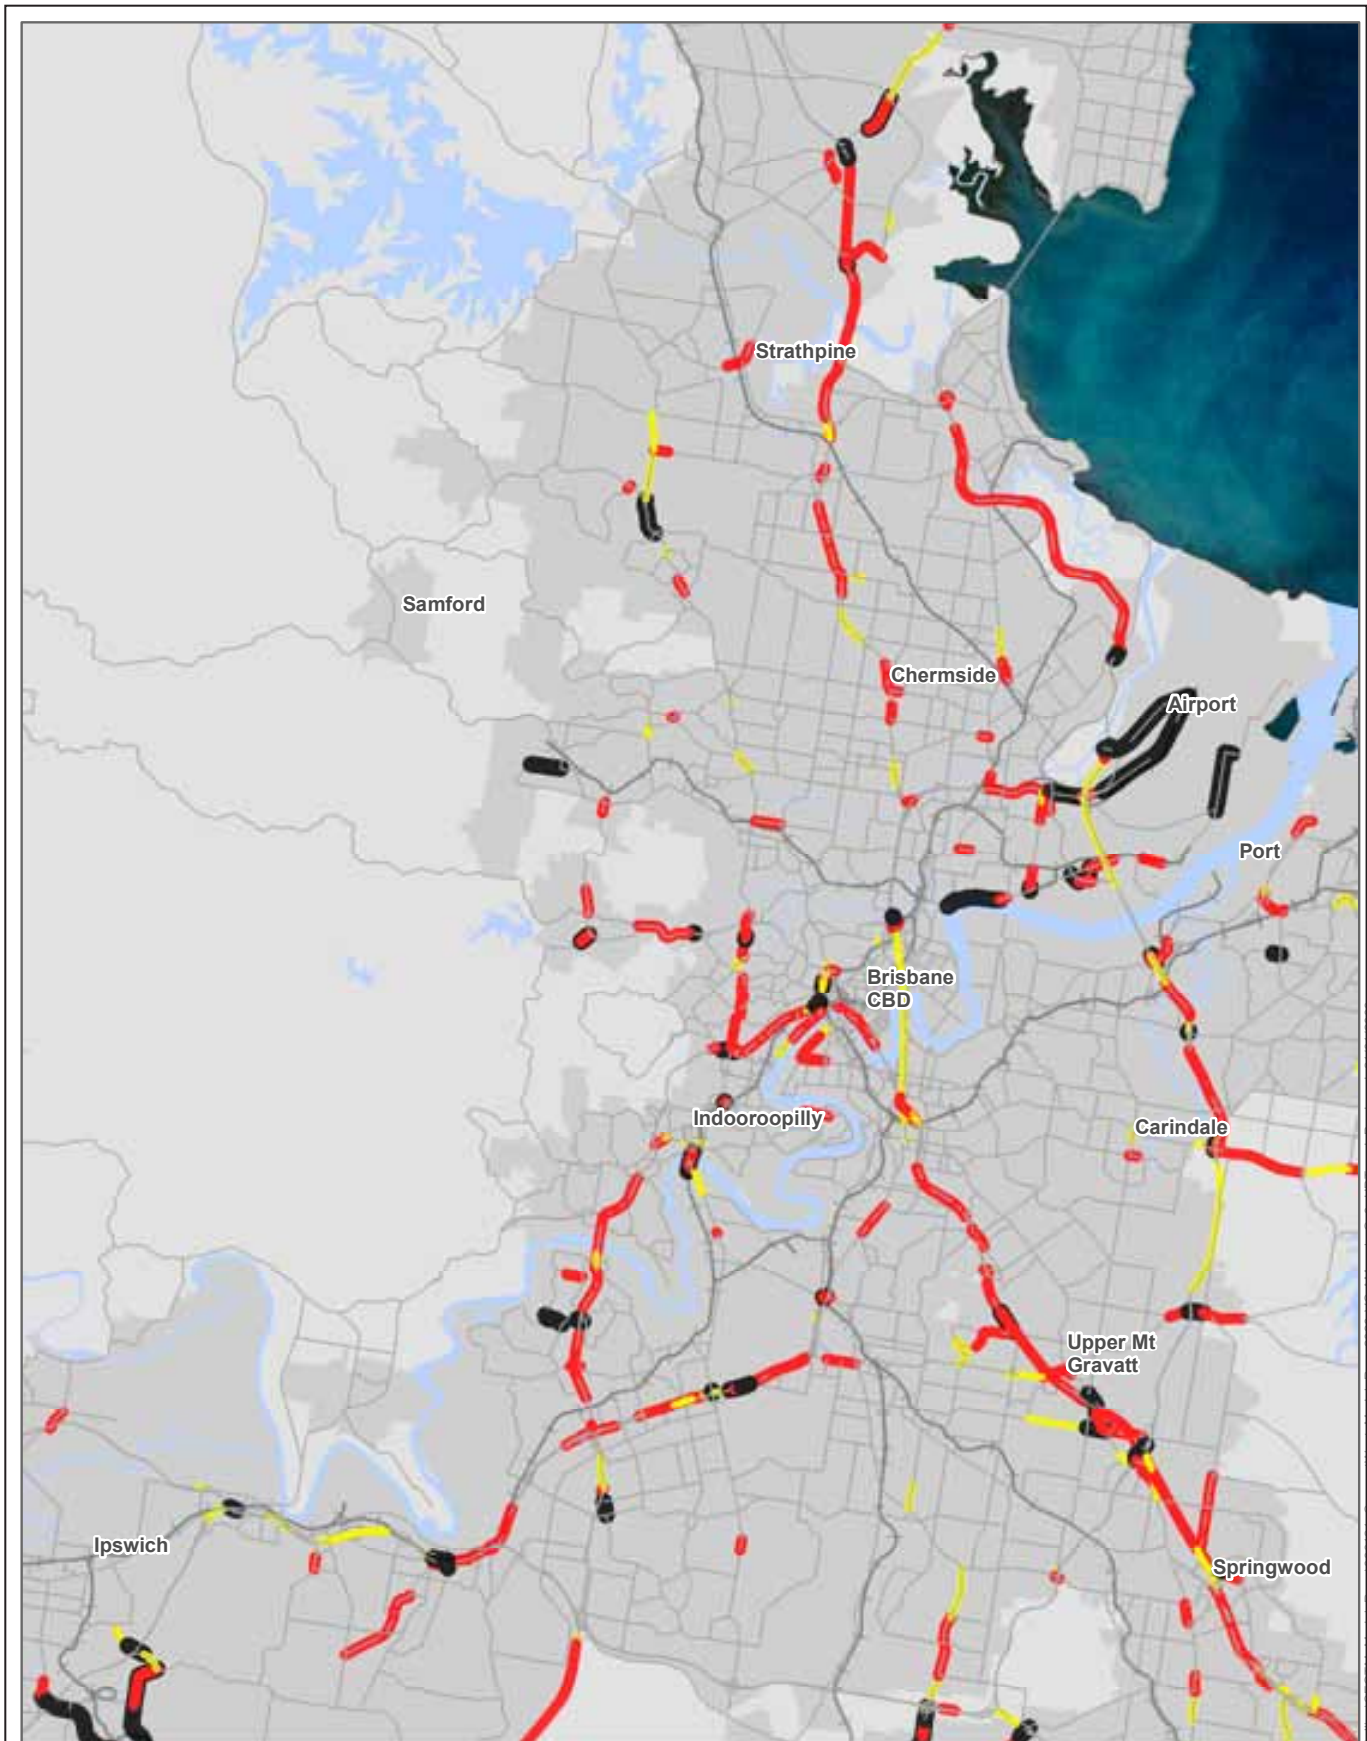 Strathpine
Samford
Chermside
Airport
Port
Brisbane
CBD
Indooroopilly
Carindale
Upper Mt
Gravatt
Ipswich
Springwood